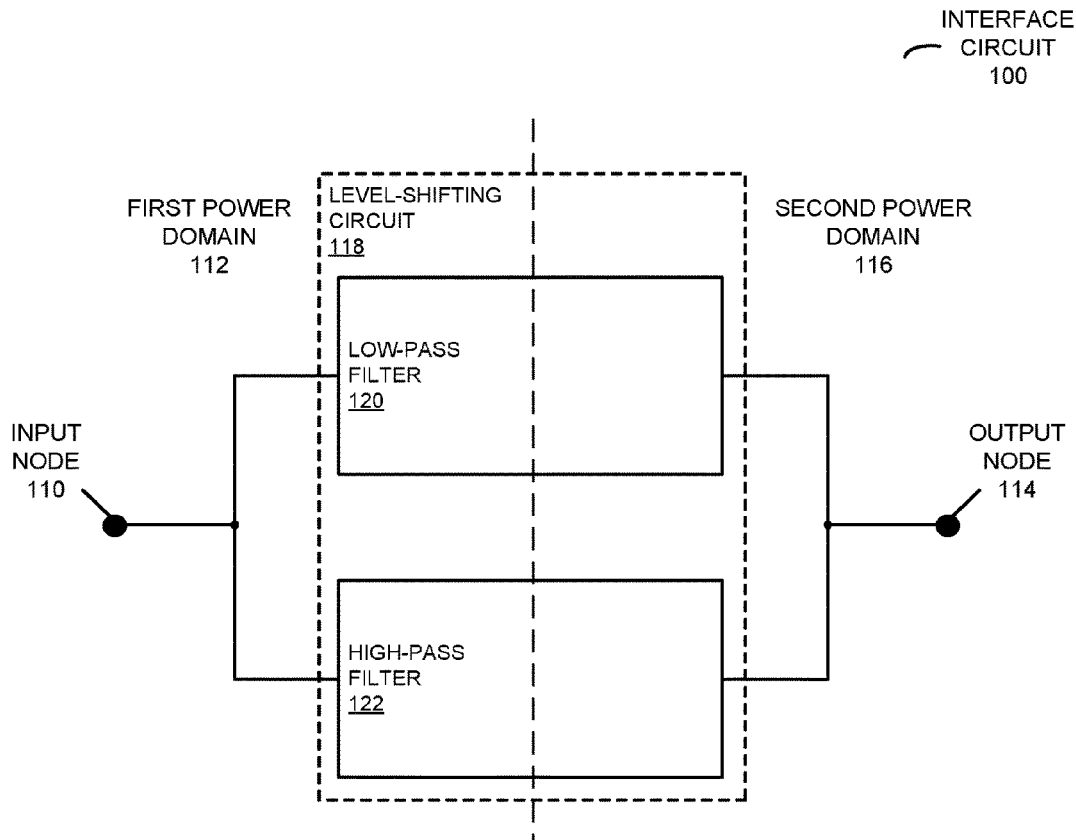 INTERFACE
CIRCUIT
100
LEVEL-SHIFTING
CIRCUIT
118
FIRST POWER
DOMAIN
112
SECOND POWER
DOMAIN
116
LOW-PASS
FILTER
120
INPUT
NODE
110
OUTPUT
NODE
114
HIGH-PASS
FILTER
122